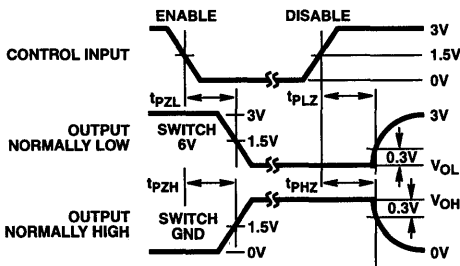 ENABLE DISABLE
3V
CONTROL INPUT 1.5V
0V
tPZL tPLZ
3V 3V
OUTPUT NORMALLY LOW
SWITCH 6V
1.5V
0.3V
VOL
tPZH tPHZ
VOH
OUTPUT NORMALLY HIGH
SWITCH GND
1.5V
0.3V
0V 0V